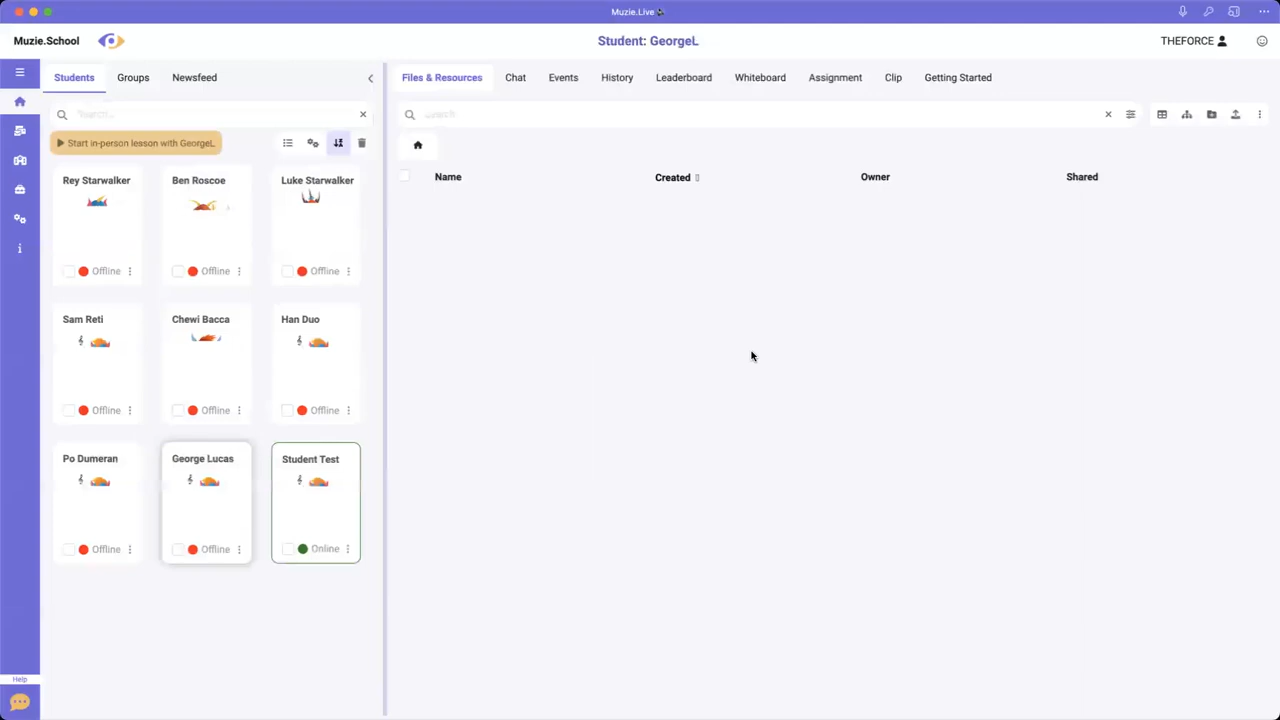 Muzie.Live
Muzie.School
Student: GeorgeL
THEFORCE
Students Groups Newsfeed
Files & Resources Chat Events History Leaderboard Whiteboard Assignment Clip Getting Started
Search...
Search
Start in-person lesson with GeorgeL
Name Created Owner Shared
Rey Starwalker Ben Roscoe Luke Starwalker
Offline Offline Offline
Sam Reti Chewi Bacca Han Duo
Offline Offline Offline
Po Dumeran George Lucas Student Test
Offline Offline Online
Help